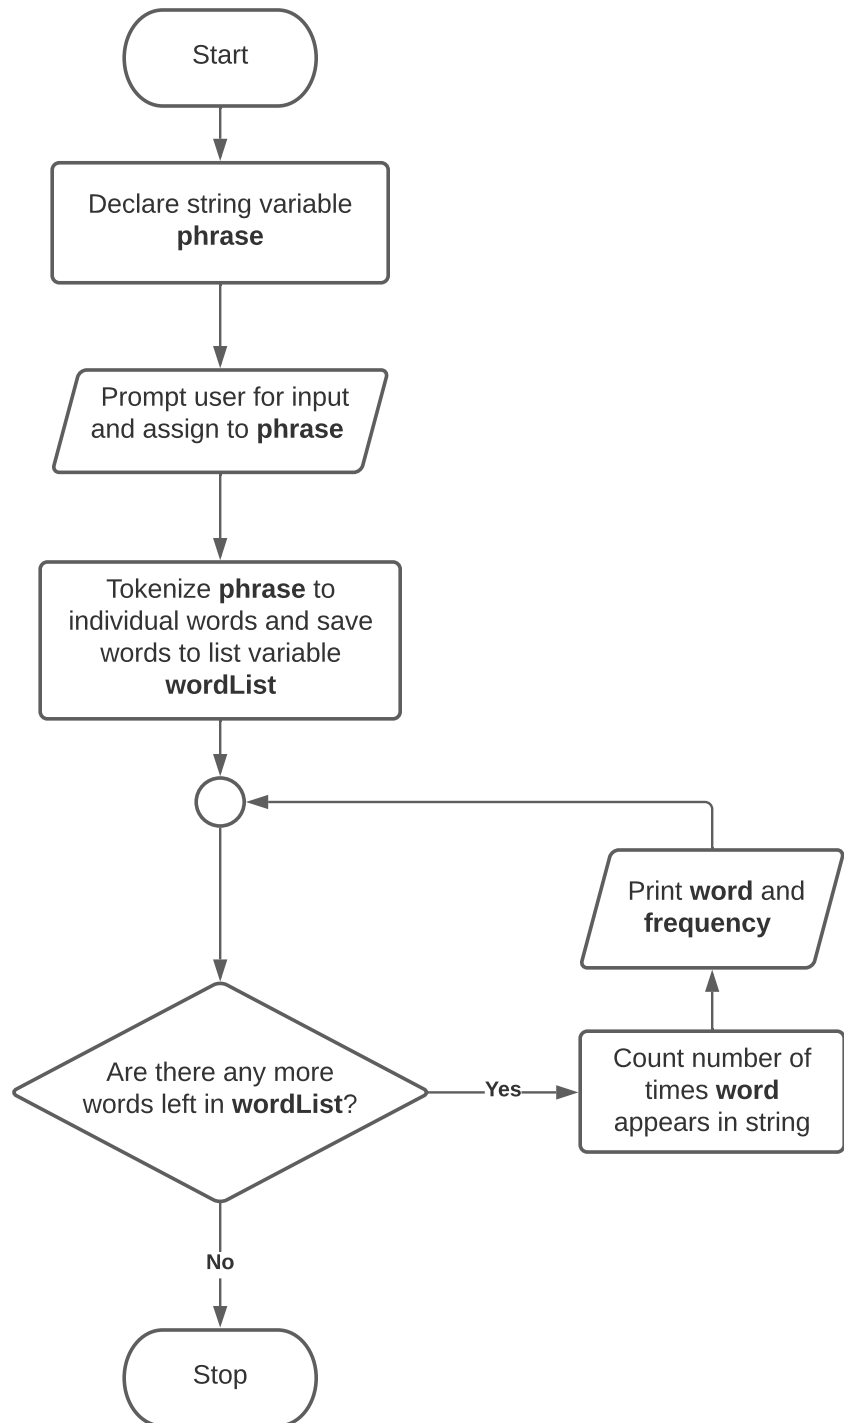 Start
Declare string variable
phrase
Prompt user for input
and assign to phrase
Tokenize phrase to
individual words and save
words to list variable
wordList
Print word and
frequency
Are there any more
words left in wordList?
Yes
Count number of
times word
appears in string
No
Stop